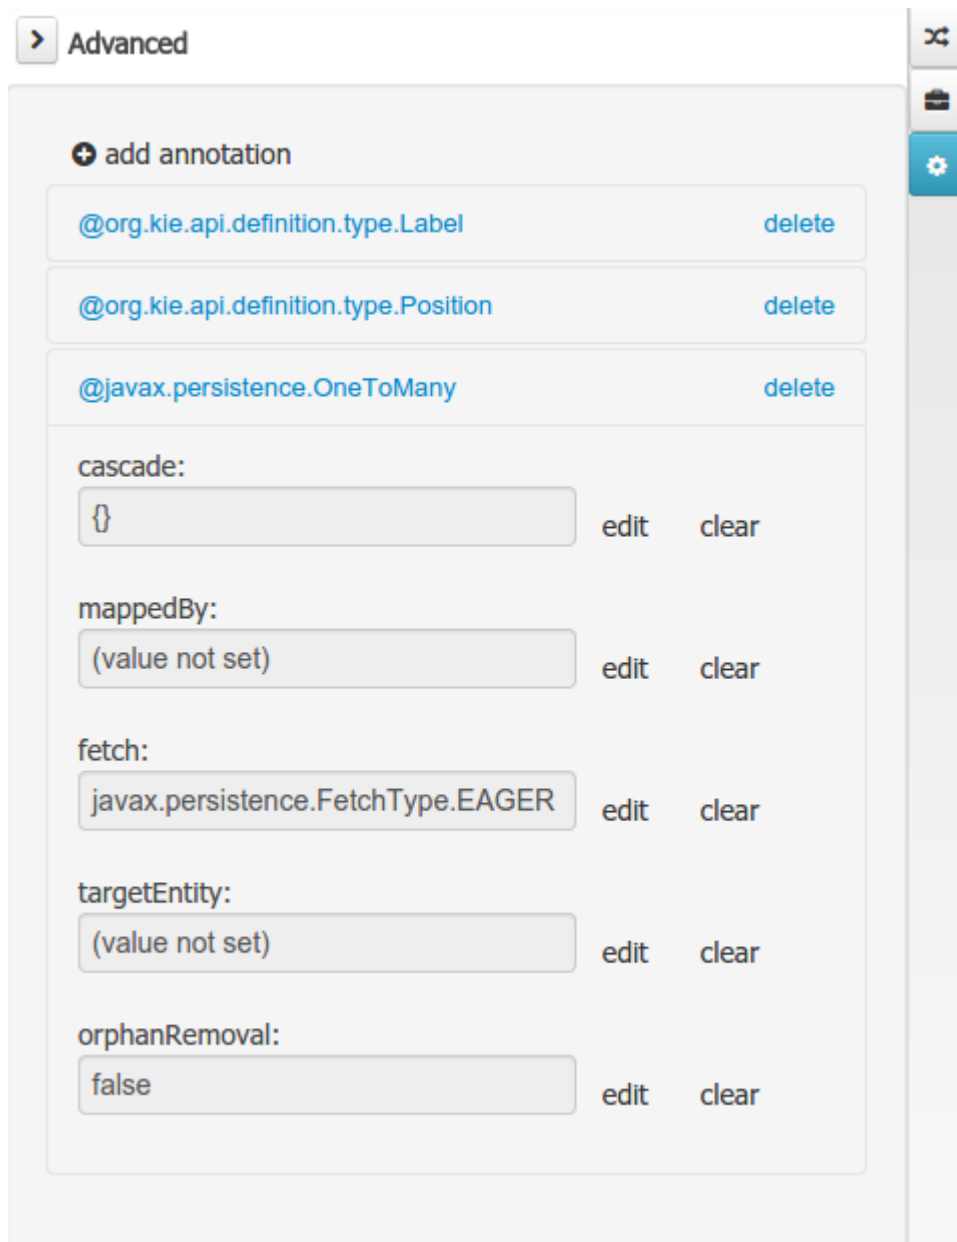 Advanced
add annotation
@org.kie.api.definition.type.Label delete
@org.kie.api.definition.type.Position delete
@javax.persistence.OneToMany delete
cascade:
{} edit clear
mappedBy:
(value not set) edit clear
fetch:
javax.persistence.FetchType.EAGER edit clear
targetEntity:
(value not set) edit clear
orphanRemoval:
false edit clear